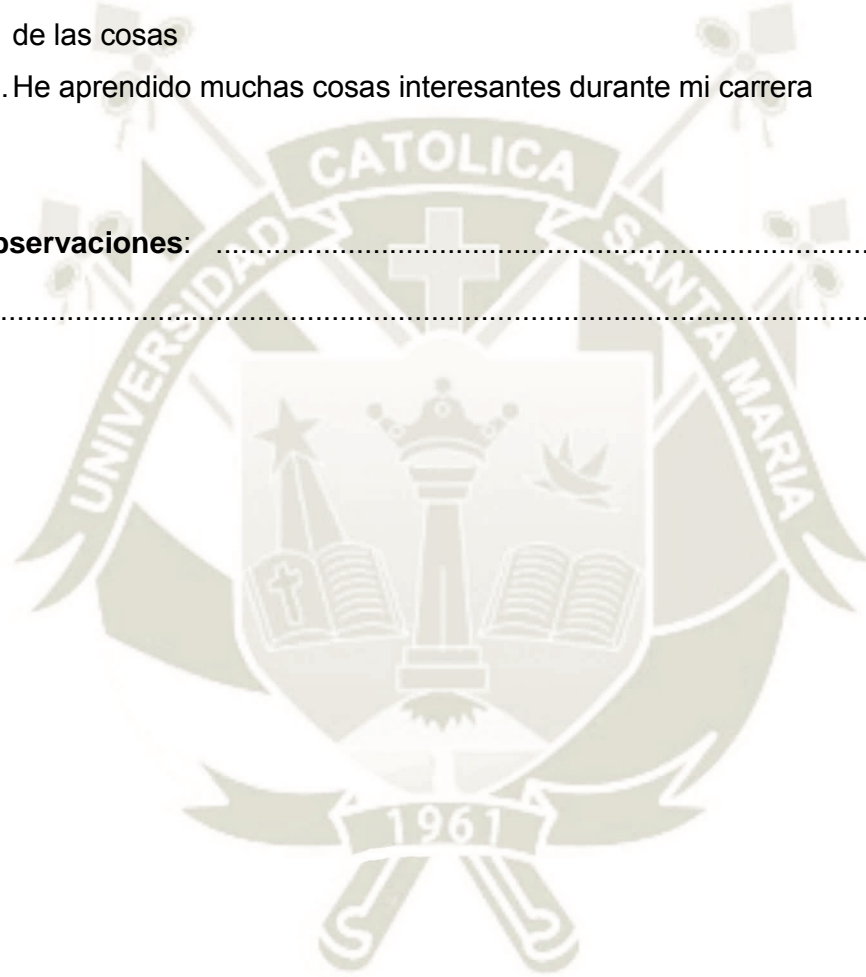 de las cosas
. He aprendido muchas cosas interesantes durante mi carrera
UNIVERSIDAD CATOLICA SANTA MARIA
bservaciones: ................................................................................
................................................................................
1961